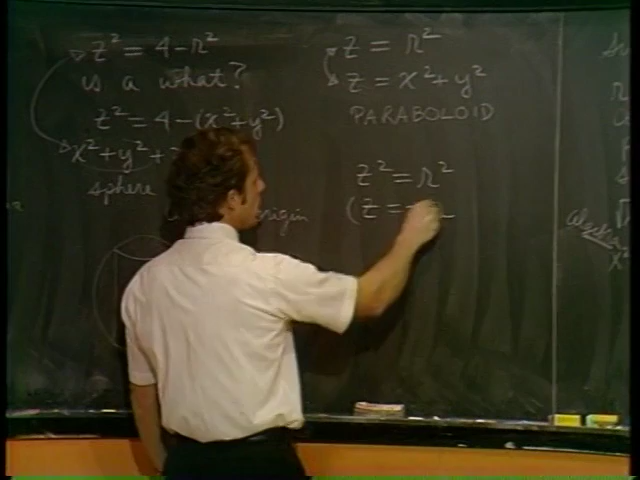 z² = 4 - r²
is a what?
z² = 4 - (x² + y²)
x² + y² +
sphere
origin
z = r²
z = x² + y²
PARABOLOID
z² = r²
(z =